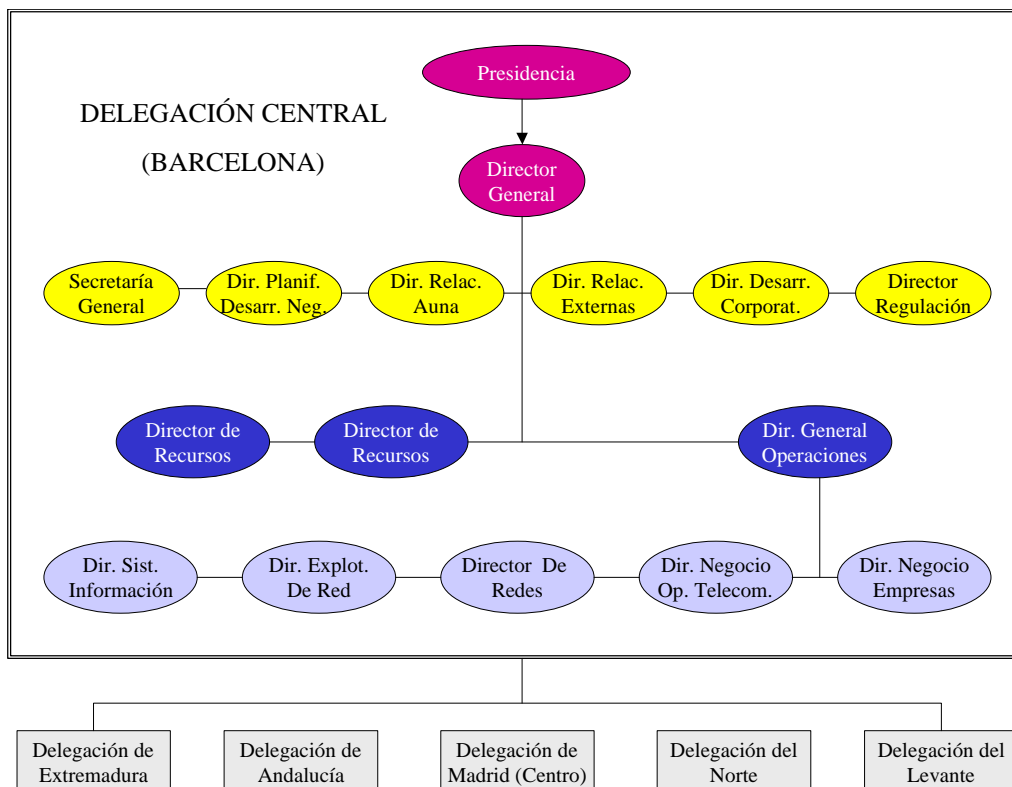 Presidencia
DELEGACIÓN CENTRAL
(BARCELONA)
Director
General
Secretaría
General
Dir. Planif.
Desarr. Neg.
Dir. Relac.
Auna
Dir. Relac.
Externas
Dir. Desarr.
Corporat.
Director
Regulación
Director de
Recursos
Director de
Recursos
Dir. General
Operaciones
Dir. Sist.
Información
Dir. Explot.
De Red
Director De
Redes
Dir. Negocio
Op. Telecom.
Dir. Negocio
Empresas
Delegación de
Extremadura
Delegación de
Andalucía
Delegación de
Madrid (Centro)
Delegación del
Norte
Delegación del
Levante